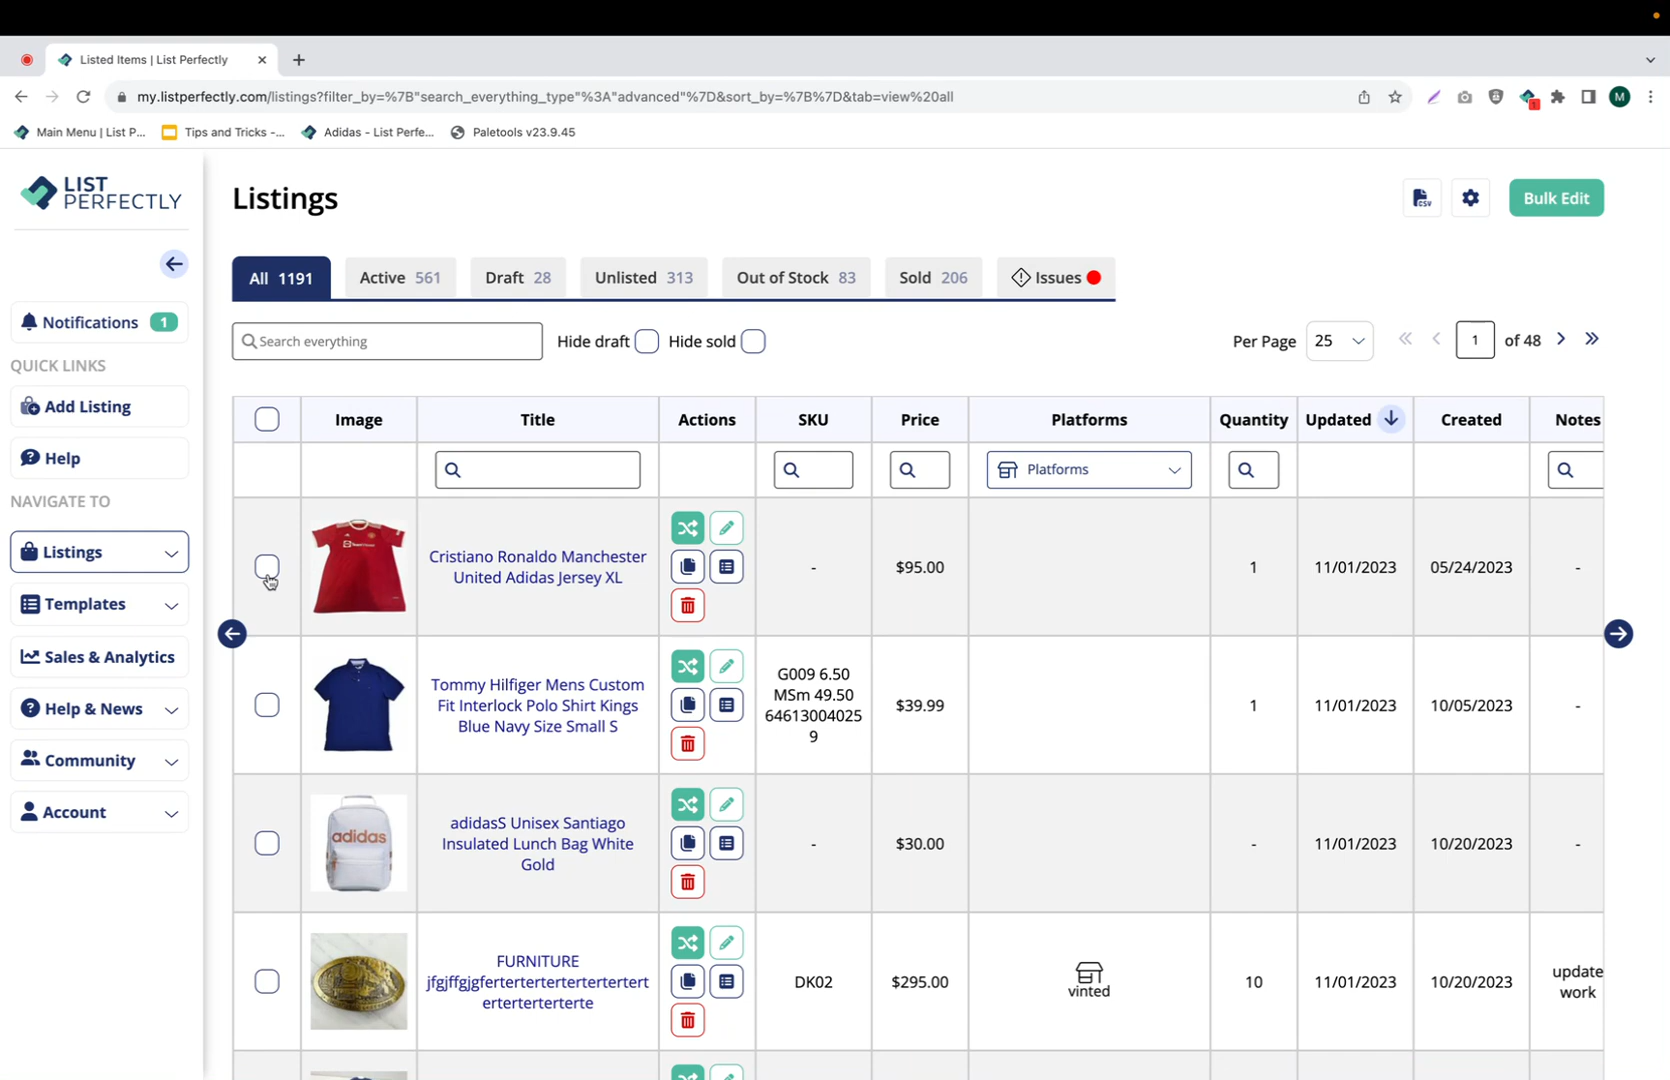 Listed Items | List Perfectly
my.listperfectly.com/listings?filter_by=%7B"search_everything_type"%3A"advanced"%7D&sort_by=%7B%7D&tab=view%20all
1
M
Main Menu | List P...
Tips and Tricks -...
Adidas - List Perfe...
Paletools v23.9.45
LIST
PERFECTLY
Notifications 1
QUICK LINKS
Add Listing
Help
NAVIGATE TO
Listings
Templates
Sales & Analytics
Help & News
Community
Account
Listings
CSV
Bulk Edit
All 1191
Active 561
Draft 28
Unlisted 313
Out of Stock 83
Sold 206
Issues
Search everything
Hide draft
Hide sold
Per Page 25
1 of 48
Image Title Actions SKU Price Platforms Quantity Updated Created Notes
Platforms
Cristiano Ronaldo Manchester
United Adidas Jersey XL
-
$95.00
1
11/01/2023
05/24/2023
-
Tommy Hilfiger Mens Custom
Fit Interlock Polo Shirt Kings
Blue Navy Size Small S
G009 6.50
MSm 49.50
64613004025
9
$39.99
1
11/01/2023
10/05/2023
-
adidas
adidasS Unisex Santiago
Insulated Lunch Bag White
Gold
-
$30.00
-
11/01/2023
10/20/2023
-
FURNITURE
jfgjffgjgfertertertertertertertert
erterterterterte
DK02
$295.00
vinted
10
11/01/2023
10/20/2023
update
work